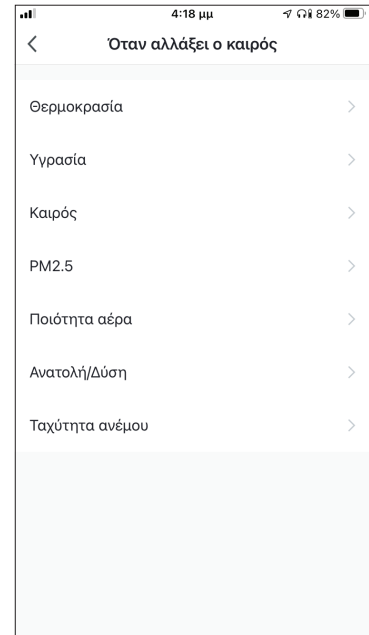 4:18 μμ 82%
Όταν αλλάξει ο καιρός
Θερμοκρασία
Υγρασία
Καιρός
PM2.5
Ποιότητα αέρα
Ανατολή/Δύση
Ταχύτητα ανέμου